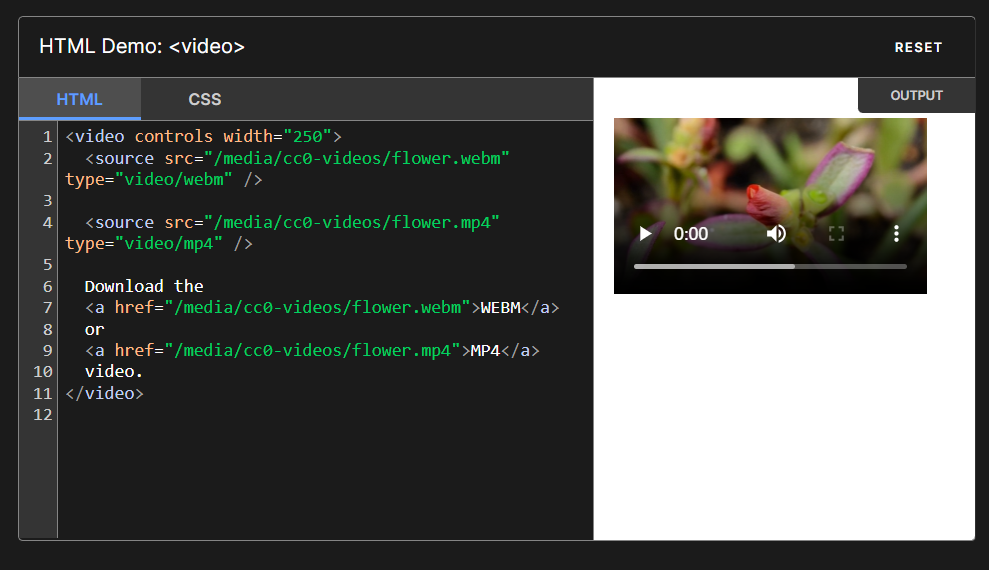 HTML Demo: <video>
RESET
HTML
CSS
OUTPUT
1 <video controls width="250">
2   <source src="/media/cc0-videos/flower.webm"
type="video/webm" />
3
4   <source src="/media/cc0-videos/flower.mp4"
type="video/mp4" />
5
6   Download the
7   <a href="/media/cc0-videos/flower.webm">WEBM</a>
8   or
9   <a href="/media/cc0-videos/flower.mp4">MP4</a>
10   video.
11 </video>
12
0:00